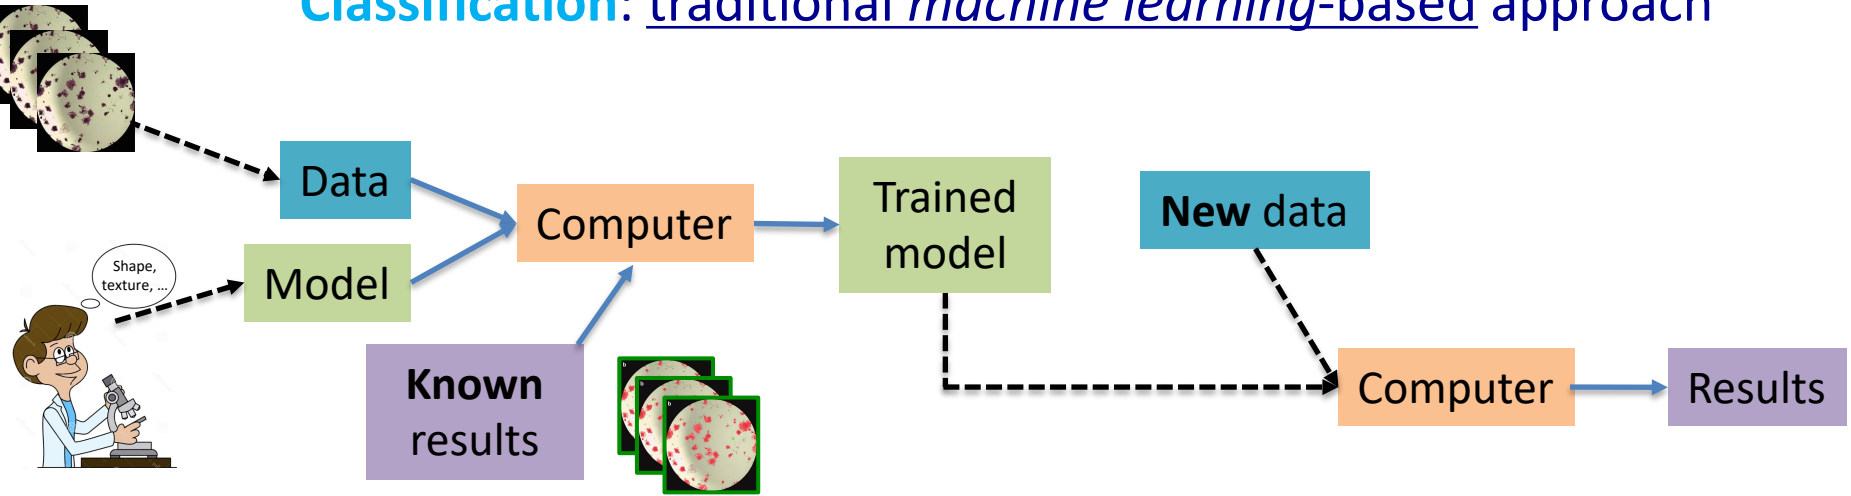 Classification: traditional machine learning-based approach
Data
Computer
Trained
model
New data
Shape,
texture, ...
Model
Known
results
Computer
Results